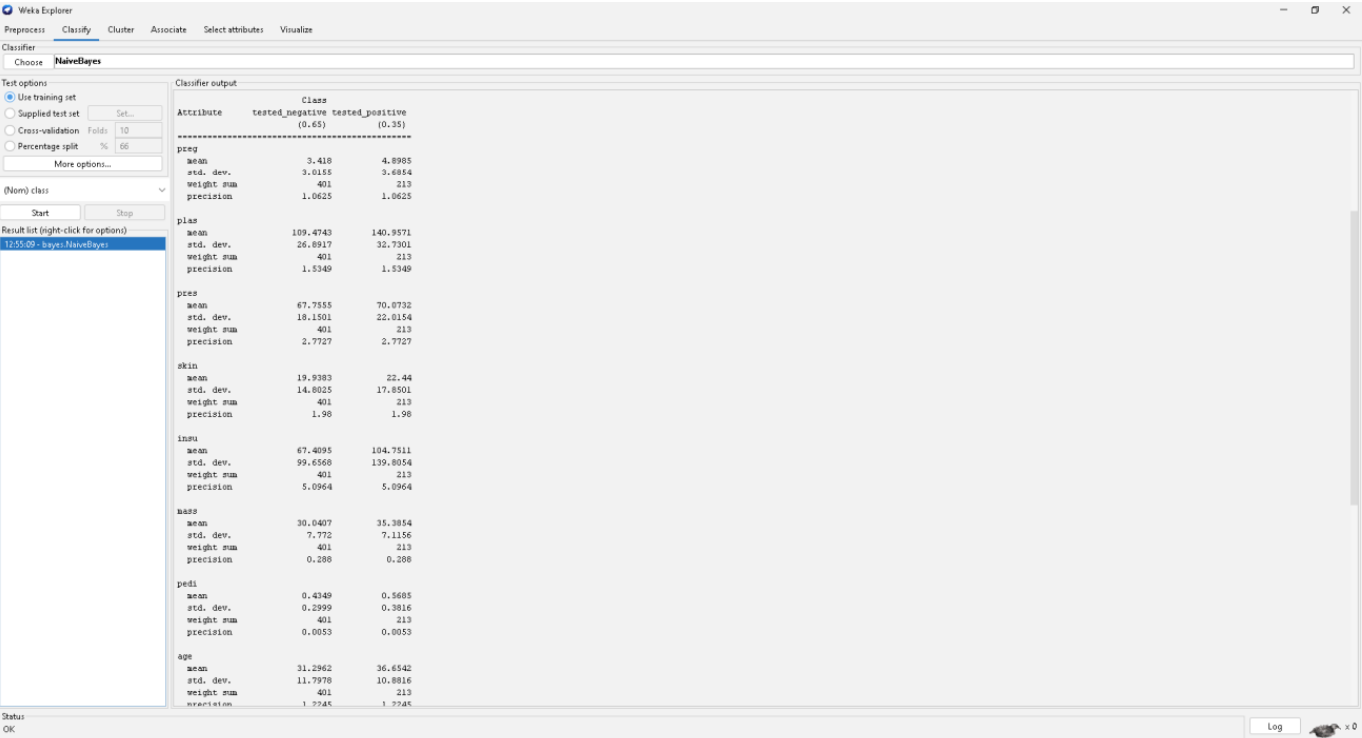 Weka Explorer
Preprocess Classify Cluster Associate Select attributes Visualize
Classifier
Choose NaiveBayes
Test options
Use training set
Supplied test set Set...
Cross-validation Folds 10
Percentage split % 66
More options...
(Nom) class
Start Stop
Result list (right-click for options)
12:55:09 - bayes.NaiveBayes
Classifier output
Class
Attribute tested_negative tested_positive
(0.65) (0.35)
===============================================
preg
mean 3.418 4.8985
std. dev. 3.0155 3.6854
weight sum 401 213
precision 1.0625 1.0625
plas
mean 109.4743 140.9571
std. dev. 26.8917 32.7301
weight sum 401 213
precision 1.5349 1.5349
pres
mean 67.7555 70.0732
std. dev. 18.1501 22.0154
weight sum 401 213
precision 2.7727 2.7727
skin
mean 19.9383 22.44
std. dev. 14.8025 17.8501
weight sum 401 213
precision 1.98 1.98
insu
mean 67.4095 104.7511
std. dev. 99.6568 139.8054
weight sum 401 213
precision 5.0964 5.0964
mass
mean 30.0407 35.3854
std. dev. 7.772 7.1156
weight sum 401 213
precision 0.288 0.288
pedi
mean 0.4349 0.5685
std. dev. 0.2999 0.3816
weight sum 401 213
precision 0.0053 0.0053
age
mean 31.2962 36.6542
std. dev. 11.7978 10.8816
weight sum 401 213
precision 1.2245 1.2245
Status
OK
Log x 0